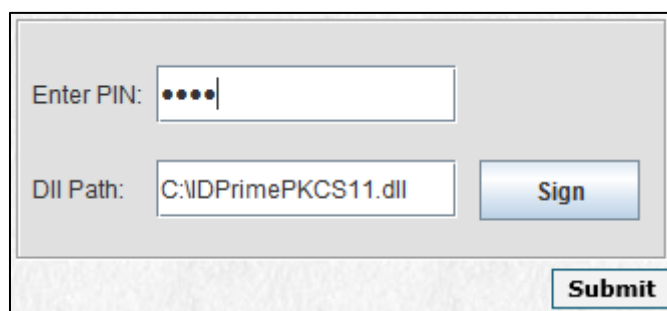 Enter PIN: ••••
Dll Path: C:\IDPrimePKCS11.dll Sign
Submit